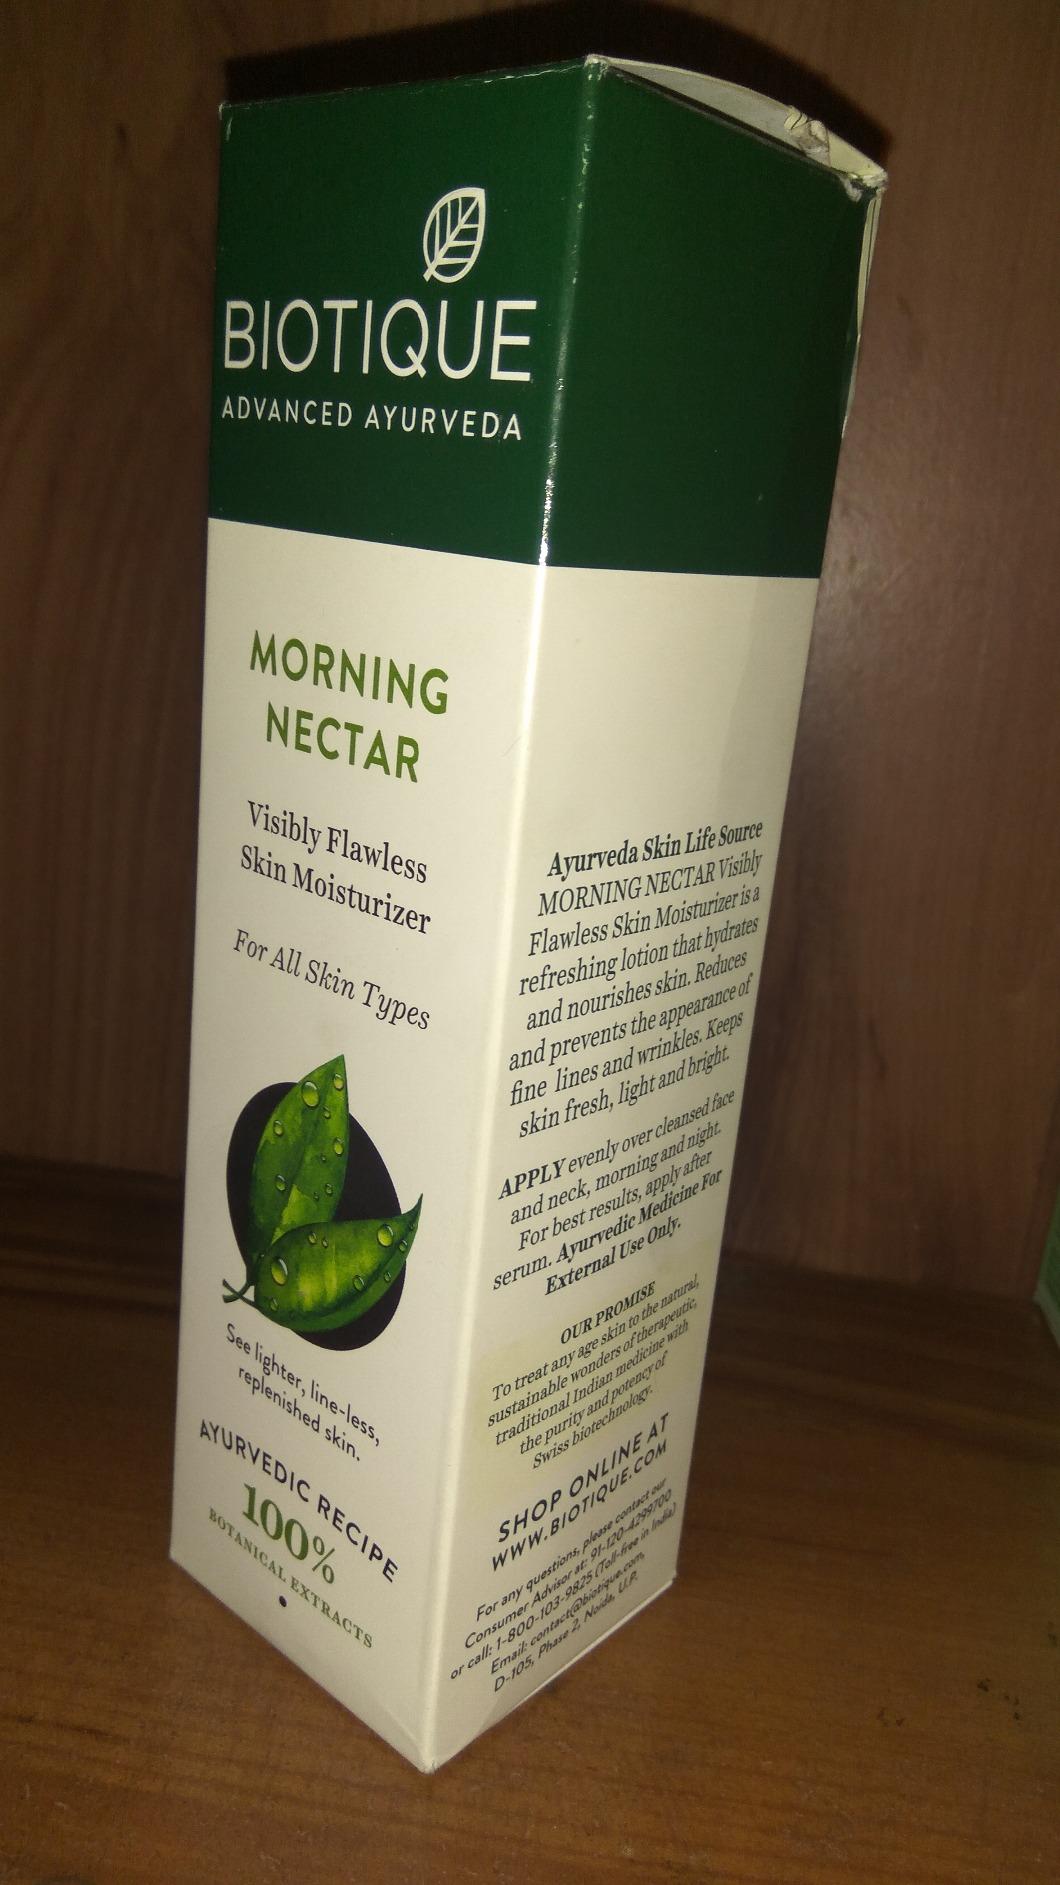 BIOTIQUE
ADVANCED AYURVEDA
MORNING
NECTAR
Visibly Flawless
Skin Moisturizer
For All Skin Types
See lighter, line-less,
replenished skin.
AYURVEDIC RECIPE
100%
BOTANICAL EXTRACTS
Ayurveda Skin Life Source
MORNING NECTAR Visibly
Flawless Skin Moisturizer is a
refreshing lotion that hydrates
and nourishes skin. Reduces
and prevents the appearance of
fine lines and wrinkles. Keeps
skin fresh, light and bright.
APPLY evenly over cleansed face
and neck, morning and night.
For best results, apply after
serum. Ayurvedic Medicine For
External Use Only.
OUR PROMISE
To treat any age skin to the natural,
sustainable wonders of therapeutic,
traditional Indian medicine with
the purity and potency of
Swiss biotechnology.
SHOP ONLINE AT
WWW.BIOTIQUE.COM
For any questions, please contact our
Consumer Advisor at: 91-120-4299700
or call: 1-800-103-9825 (Toll-free in India)
Email: contact@biotique.com,
D-105, Phase 2, Noida, U.P.